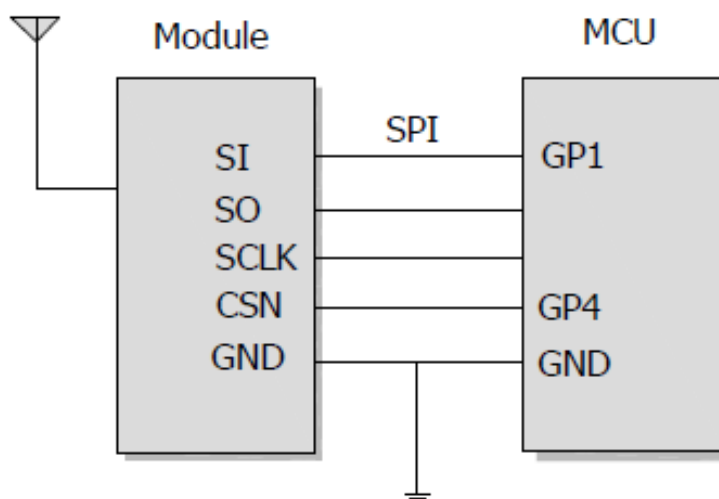 Module
MCU
SPI
SI
GP1
SO
SCLK
CSN
GP4
GND
GND